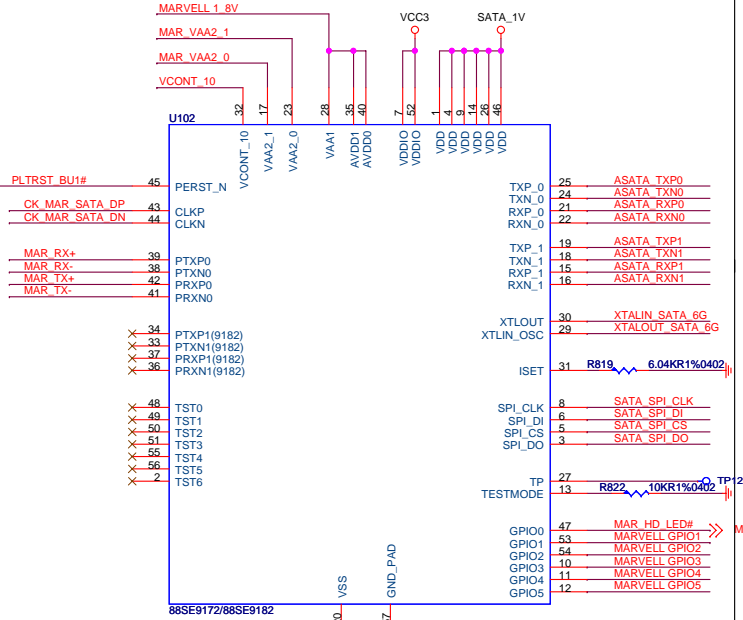 MARVELL 1_8V
MAR_VAA2_1
MAR_VAA2_0
VCONT_10
VCC3
SATA_1V
32
17
23
28
35
40
7
52
1
4
9
14
26
46
U102
VCONT_10
VAA2_1
VAA2_0
VAA1
AVDD1
AVDD0
VDDIO
VDDIO
VDD
VDD
VDD
VDD
VDD
VDD
PLTRST_BU1# 45 PERST_N
CK_MAR_SATA_DP 43 CLKP
CK_MAR_SATA_DN 44 CLKN
MAR_RX+ 39 PTXP0
MAR_RX- 38 PTXN0
MAR_TX+ 42 PRXP0
MAR_TX- 41 PRXN0
34 PTXP1(9182)
33 PTXN1(9182)
37 PRXP1(9182)
36 PRXN1(9182)
48 TST0
49 TST1
50 TST2
51 TST3
55 TST4
56 TST5
2 TST6
TXP_0 25 ASATA_TXP0
TXN_0 24 ASATA_TXN0
RXP_0 21 ASATA_RXP0
RXN_0 22 ASATA_RXN0
TXP_1 19 ASATA_TXP1
TXN_1 18 ASATA_TXN1
RXP_1 15 ASATA_RXP1
RXN_1 16 ASATA_RXN1
XTLOUT 30 XTALIN_SATA_6G
XTLIN_OSC 29 XTALOUT_SATA_6G
ISET 31 R819 6.04KR1%0402
SPI_CLK 8 SATA_SPI_CLK
SPI_DI 6 SATA_SPI_DI
SPI_CS 5 SATA_SPI_CS
SPI_DO 3 SATA_SPI_DO
TP 27 TP12
TESTMODE 13 R822 10KR1%0402
GPIO0 47 MAR_HD_LED# M
GPIO1 53 MARVELL GPIO1
GPIO2 54 MARVELL GPIO2
GPIO3 10 MARVELL GPIO3
GPIO4 11 MARVELL GPIO4
GPIO5 12 MARVELL GPIO5
VSS
GND_PAD
88SE9172/88SE9182